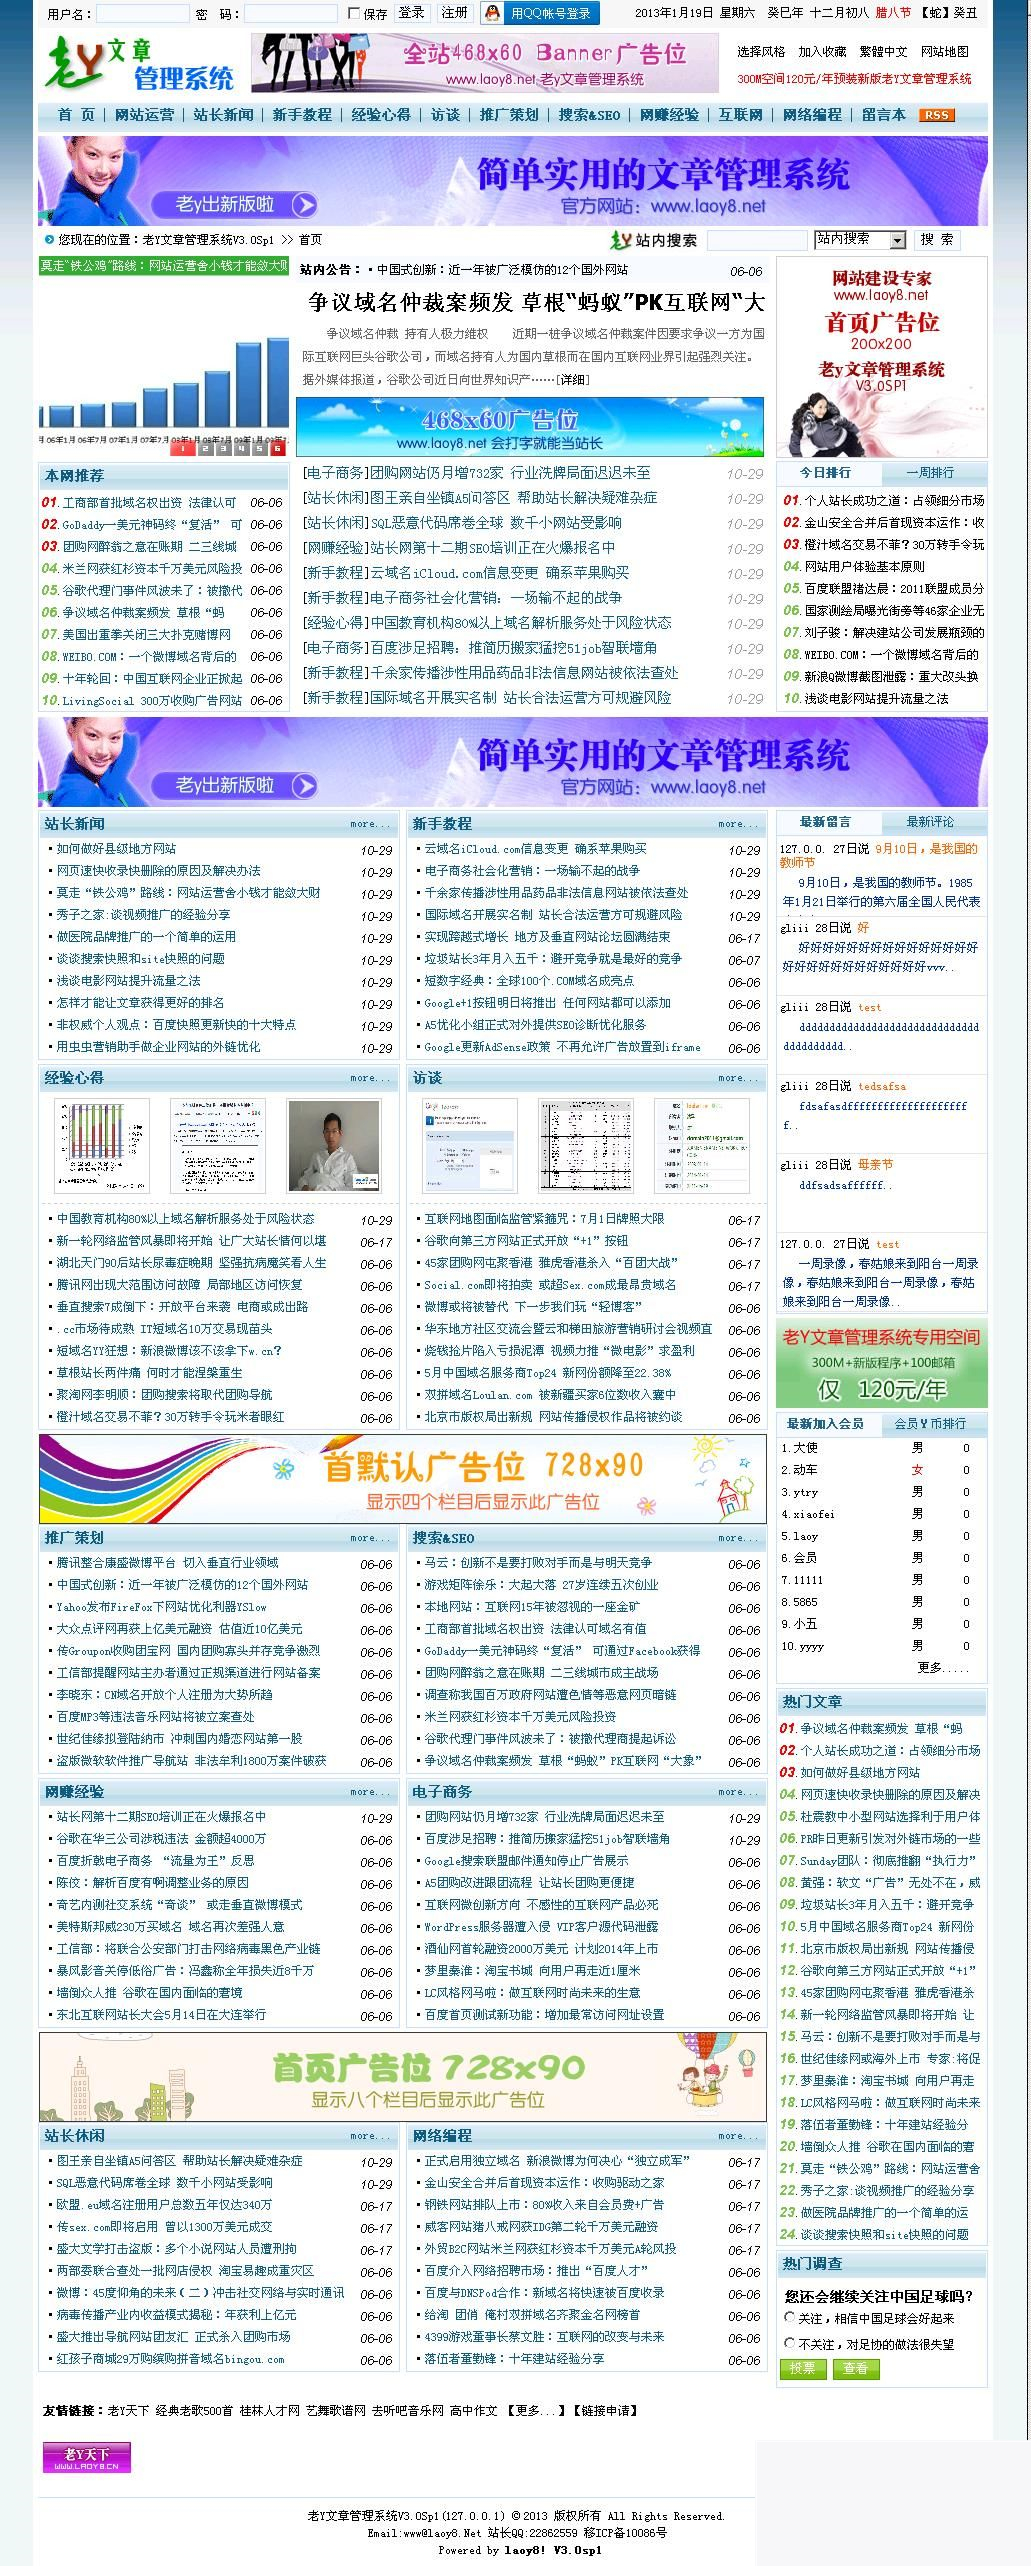 用户名： 密　码： 保存 登录 注册 用QQ帐号登录 2013年1月19日 星期六 癸巳年 十二月初八 腊八节 【蛇】癸丑
老Y文章管理系统
全站468x60 Banner广告位
www.laoy8.net 老Y文章管理系统
选择风格 加入收藏 繁體中文 网站地图
300M空间120元/年预装新版老Y文章管理系统
首 页 | 网站运营 | 站长新闻 | 新手教程 | 经验心得 | 访谈 | 推广策划 | 搜索&SEO | 网赚经验 | 互联网 | 网络编程 | 留言本 RSS
简单实用的文章管理系统
老y出新版啦
官方网站：www.laoy8.net
您现在的位置：老Y文章管理系统V3.0Sp1 >> 首页
老Y站内搜索 站内搜索 搜 索
莫走"铁公鸡"路线：网站运营舍小钱才能敛大财
1 2 3 4 5 6
站内公告： ·中国式创新：近一年被广泛模仿的12个国外网站 06-06
争议域名仲裁案频发 草根“蚂蚁”PK互联网“大
争议域名仲裁 持有人极力维权　　近期一桩争议域名仲裁案件因要求争议一方为国
际互联网巨头谷歌公司，而域名持有人为国内草根而在国内互联网业界引起强烈关注。
据外媒体报道，谷歌公司近日向世界知识产……[详细]
468x60广告位
www.laoy8.net 会打字就能当站长
网站建设专家
www.laoy8.net
首页广告位
200x200
老y文章管理系统
V3.0SP1
本网推荐
01. 工商部首批域名权出资 法律认可 06-06
02. GoDaddy一美元神码终“复活” 可 06-06
03. 团购网醉翁之意在账期 二三线城 06-06
04. 米兰网获红杉资本千万美元风险投 06-06
05. 谷歌代理门事件风波未了：被撤代 06-06
06. 争议域名仲裁案频发 草根“蚂 06-06
07. 美国出重拳关闭三大扑克赌博网 06-06
08. WEIBO.COM：一个微博域名背后的 06-06
09. 十年轮回：中国互联网企业正掀起 06-06
10. LivingSocial 300万收购广告网站 06-06
[电子商务]团购网站仍月增732家 行业洗牌局面迟迟未至 10-29
[站长休闲]图王亲自坐镇A5问答区 帮助站长解决疑难杂症 10-29
[站长休闲]SQL恶意代码席卷全球 数千小网站受影响 10-29
[网赚经验]站长网第十二期SEO培训正在火爆报名中 10-29
[新手教程]云域名iCloud.com信息变更 确系苹果购买 10-29
[新手教程]电子商务社会化营销：一场输不起的战争 10-29
[经验心得]中国教育机构80%以上域名解析服务处于风险状态 10-29
[电子商务]百度涉足招聘：推简历搬家猛挖51job智联墙角 10-29
[新手教程]千余家传播涉性用品药品非法信息网站被依法查处 10-29
[新手教程]国际域名开展实名制 站长合法运营方可规避风险 10-29
今日排行 一周排行
01. 个人站长成功之道：占领细分市场
02. 金山安全合并后首现资本运作：收
03. 橙汁域名交易不菲？30万转手令玩
04. 网站用户体验基本原则
05. 百度联盟褚达晨：2011联盟成员分
06. 国家测绘局曝光街旁等46家企业无
07. 刘子骏：解决建站公司发展瓶颈的
08. WEIBO.COM：一个微博域名背后的
09. 新浪Q微博截图泄露：重大改头换
10. 浅谈电影网站提升流量之法
简单实用的文章管理系统
老y出新版啦
官方网站：www.laoy8.net
站长新闻 more...
·如何做好县级地方网站 10-29
·网页速快收录快删除的原因及解决办法 10-29
·莫走“铁公鸡”路线：网站运营舍小钱才能敛大财 10-29
·秀子之家:谈视频推广的经验分享 10-29
·做医院品牌推广的一个简单的运用 10-29
·谈谈搜索快照和site快照的问题 10-29
·浅谈电影网站提升流量之法 10-29
·怎样才能让文章获得更好的排名 10-29
·非权威个人观点：百度快照更新快的十大特点 10-29
·用虫虫营销助手做企业网站的外链优化 10-29
新手教程 more...
·云域名iCloud.com信息变更 确系苹果购买 10-29
·电子商务社会化营销：一场输不起的战争 10-29
·千余家传播涉性用品药品非法信息网站被依法查处 10-29
·国际域名开展实名制 站长合法运营方可规避风险 10-29
·实现跨越式增长 地方及垂直网站论坛圆满结束 06-17
·垃圾站长3年月入五千：避开竞争就是最好的竞争 06-07
·短数字经典：全球100个.COM域名成亮点 06-06
·Google+1按钮明日将推出 任何网站都可以添加 06-06
·A5优化小组正式对外提供SEO诊断优化服务 06-06
·Google更新AdSense政策 不再允许广告放置到iframe 06-06
最新留言 最新评论
127.0.0. 27日说 9月10日，是我国的教师节
9月10日，是我国的教师节。1985年1月21日举行的第六届全国人民代表
gliii 28日说 好
好好好好好好好好好好好好好好好好好好好好好好好好好好vvv..
gliii 28日说 test
dddddddddddddddddddddddddddddddddddddddd..
gliii 28日说 tedsafsa
fdsafasdffffffffffffffffffff..
gliii 28日说 母亲节
ddfsadsaffffff..
127.0.0. 27日说 test
一周录像，春姑娘来到阳台一周录像，春姑娘来到阳台一周录像，春姑娘来到阳台一周录像..
经验心得 more...
·中国教育机构80%以上域名解析服务处于风险状态 10-29
·新一轮网络监管风暴即将开始 让广大站长情何以堪 06-17
·湖北天门90后站长尿毒症晚期 坚强抗病魔笑看人生 06-06
·腾讯网出现大范围访问故障 局部地区访问恢复 06-06
·垂直搜索7成倒下：开放平台来袭 电商或成出路 06-06
·.cc市场待成熟 IT短域名10万交易现苗头 06-06
·短域名YY狂想：新浪微博该不该拿下w.cn？ 06-06
·草根站长两件痛 何时才能涅槃重生 06-06
·聚淘网李明顺：团购搜索将取代团购导航 06-06
·橙汁域名交易不菲？30万转手令玩米者眼红 06-06
访谈 more...
·互联网地图面临监管紧箍咒：7月1日牌照大限 06-17
·谷歌向第三方网站正式开放“+1”按钮 06-17
·45家团购网屯聚香港 雅虎香港杀入“百团大战” 06-17
·Social.com即将拍卖 或超Sex.com成最昂贵域名 06-17
·微博或将被替代 下一步我们玩“轻博客” 06-06
·华东地方社区交流会暨云和梯田旅游营销研讨会视频直 06-06
·烧钱抢片陷入亏损泥潭 视频力推“微电影”求盈利 06-06
·5月中国域名服务商Top24 新网份额降至22.38% 06-06
·双拼域名Loulan.com 被新疆买家6位数收入囊中 06-06
·北京市版权局出新规 网站传播侵权作品将被约谈 06-06
老Y文章管理系统专用空间
300M+新版程序+100邮箱
仅 120元/年
最新加入会员 会员Y币排行
1.大使 男 0
2.动车 女 0
3.ytry 男 0
4.xiaofei 男 0
5.laoy 男 0
6.会员 男 0
7.11111 男 0
8.5865 男 0
9.小五 男 0
10.yyyy 男 0
更多.....
首默认广告位 728x90
显示四个栏目后显示此广告位
推广策划 more...
·腾讯整合康盛微博平台 切入垂直行业领域 06-06
·中国式创新：近一年被广泛模仿的12个国外网站 06-06
·Yahoo发布FireFox下网站优化利器YSlow 06-06
·大众点评网再获上亿美元融资 估值近10亿美元 06-06
·传Groupon收购团宝网 国内团购寡头并存竞争激烈 06-06
·工信部提醒网站主办者通过正规渠道进行网站备案 06-06
·李晓东：CN域名开放个人注册为大势所趋 06-06
·百度MP3等违法音乐网站将被立案查处 06-06
·世纪佳缘拟登陆纳市 冲刺国内婚恋网站第一股 06-06
·盗版微软软件推广导航站 非法牟利1800万案件破获 06-06
搜索&SEO more...
·马云：创新不是要打败对手而是与明天竞争 06-06
·游戏矩阵徐乐：大起大落 27岁连续五次创业 06-06
·本地网站：互联网15年被忽视的一座金矿 06-06
·工商部首批域名权出资 法律认可域名有值 06-06
·GoDaddy一美元神码终“复活” 可通过Facebook获得 06-06
·团购网醉翁之意在账期 二三线城市成主战场 06-06
·调查称我国百万政府网站遭色情等恶意网页暗链 06-06
·米兰网获红杉资本千万美元风险投资 06-06
·谷歌代理门事件风波未了：被撤代理商提起诉讼 06-06
·争议域名仲裁案频发 草根“蚂蚁”PK互联网“大象” 06-06
热门文章
01. 争议域名仲裁案频发 草根“蚂
02. 个人站长成功之道：占领细分市场
03. 如何做好县级地方网站
04. 网页速快收录快删除的原因及解决
05. 杜震教中小型网站选择利于用户体
06. PR昨日更新引发对外链市场的一些
07. Sunday团队：彻底推翻“执行力”
08. 黄强：软文“广告”无处不在，威
09. 垃圾站长3年月入五千：避开竞争
10. 5月中国域名服务商Top24 新网份
11. 北京市版权局出新规 网站传播侵
12. 谷歌向第三方网站正式开放“+1”
13. 45家团购网屯聚香港 雅虎香港杀
14. 新一轮网络监管风暴即将开始 让
15. 马云：创新不是要打败对手而是与
16. 世纪佳缘网或海外上市 专家:将促
17. 梦里秦淮：淘宝书城 向用户再走
18. LC风格网马啦：做互联网时尚未来
19. 落伍者董勤锋：十年建站经验分
20. 墙倒众人推 谷歌在国内面临的窘
21. 莫走“铁公鸡”路线：网站运营舍
22. 秀子之家:谈视频推广的经验分享
23. 做医院品牌推广的一个简单的运
24. 谈谈搜索快照和site快照的问题
网赚经验 more...
·站长网第十二期SEO培训正在火爆报名中 10-29
·谷歌在华三公司涉税违法 金额超4000万 06-06
·百度折戟电子商务 “流量为王”反思 06-06
·陈佼：解析百度有啊调整业务的原因 06-06
·奇艺内测社交系统“奇谈” 或走垂直微博模式 06-06
·美特斯邦威230万买域名 域名再次差强人意 06-06
·工信部：将联合公安部门打击网络病毒黑色产业链 06-06
·暴风影音关停低俗广告：冯鑫称全年损失近8千万 06-06
·墙倒众人推 谷歌在国内面临的窘境 06-06
·东北互联网站长大会5月14日在大连举行 06-06
电子商务 more...
·团购网站仍月增732家 行业洗牌局面迟迟未至 10-29
·百度涉足招聘：推简历搬家猛挖51job智联墙角 10-29
·Google搜索联盟邮件通知停止广告展示 06-06
·A5团购改进跟团流程 让站长团购更便捷 06-06
·互联网微创新方向 不感性的互联网产品必死 06-06
·WordPress服务器遭入侵 VIP客户源代码泄露 06-06
·酒仙网首轮融资2000万美元 计划2014年上市 06-06
·梦里秦淮：淘宝书城 向用户再走近1厘米 06-06
·LC风格网马啦：做互联网时尚未来的生意 06-06
·百度首页测试新功能：增加最常访问网址设置 06-06
首页广告位 728x90
显示八个栏目后显示此广告位
站长休闲 more...
·图王亲自坐镇A5问答区 帮助站长解决疑难杂症 10-29
·SQL恶意代码席卷全球 数千小网站受影响 10-29
·欧盟.eu域名注册用户总数五年仅达340万 06-17
·传sex.com即将启用 曾以1300万美元成交 06-17
·盛大文学打击盗版：多个小说网站人员遭刑拘 06-17
·两部委联合查处一批网店侵权 淘宝易趣成重灾区 06-06
·微博：45度仰角的未来(二)冲击社交网络与实时通讯 06-06
·病毒传播产业内收益模式揭秘：年获利上亿元 06-06
·盛大推出导航网站团友汇 正式杀入团购市场 06-06
·红孩子商城29万购缤购拼音域名bingou.com 06-06
网络编程 more...
·正式启用独立域名 新浪微博为何决心“独立成军” 06-17
·金山安全合并后首现资本运作：收购驱动之家 06-17
·钢铁网站排队上市：80%收入来自会员费+广告 06-17
·威客网站猪八戒网获IDG第二轮千万美元融资 06-06
·外贸B2C网站米兰网获红杉资本千万美元A轮风投 06-06
·百度介入网络招聘市场：推出“百度人才” 06-06
·百度与DNSPod合作：新域名将快速被百度收录 06-06
·给淘 团俏 俺村双拼域名齐聚金名网榜首 06-06
·4399游戏董事长蔡文胜：互联网的改变与未来 06-06
·落伍者董勤锋：十年建站经验分享 06-06
热门调查
您还会继续关注中国足球吗？
关注，相信中国足球会好起来
不关注，对足协的做法很失望
投票 查看
友情链接： 老Y天下 经典老歌500首 桂林人才网 艺舞歌谱网 去听吧音乐网 高中作文 【更多...】【链接申请】
老Y天下
WWW.LAOY8.CN
老Y文章管理系统V3.0Sp1(127.0.0.1) ©2013 版权所有 All Rights Reserved.
Email:www@laoy8.Net 站长QQ:22862559 移ICP备10086号
Powered by laoy8! V3.0sp1